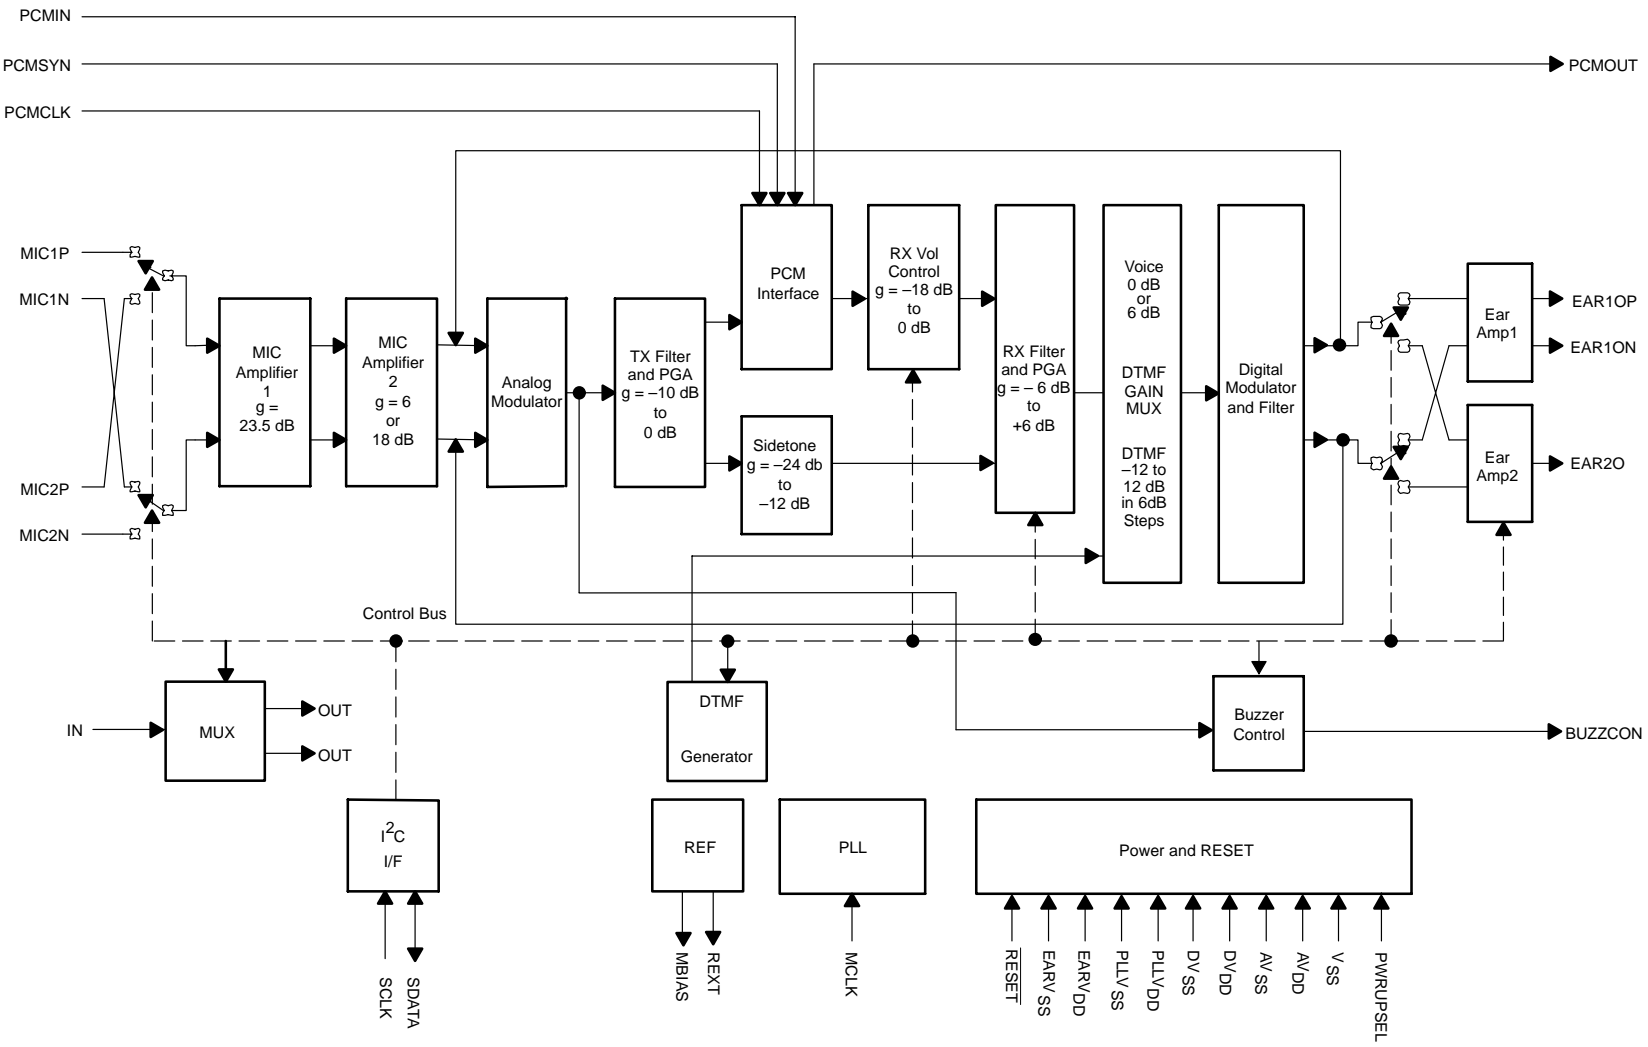 PCMIN
PCMSYN
PCMCLK
PCMOUT
MIC1P
MIC1N
MIC2P
MIC2N
MIC
Amplifier
1
g =
23.5 dB
MIC
Amplifier
2
g = 6
or
18 dB
Analog
Modulator
TX Filter
and PGA
g = –10 dB
to
0 dB
PCM
Interface
Sidetone
g = –24 db
to
–12 dB
RX Vol
Control
g = –18 dB
to
0 dB
RX Filter
and PGA
g = – 6 dB
to
+6 dB
Voice
0 dB
or
6 dB
DTMF
GAIN
MUX
DTMF
–12 to
12 dB
in 6dB
Steps
Digital
Modulator
and Filter
Ear
Amp1
Ear
Amp2
EAR1OP
EAR1ON
EAR2O
Control Bus
IN
MUX
OUT
OUT
DTMF
Generator
Buzzer
Control
BUZZCON
I2C
I/F
REF
PLL
Power and RESET
SCLK
SDATA
MBIAS
REXT
MCLK
RESET
EARVSS
EARVDD
PLLVSS
PLLVDD
DVSS
DVDD
AVSS
AVDD
VSS
PWRUPSEL